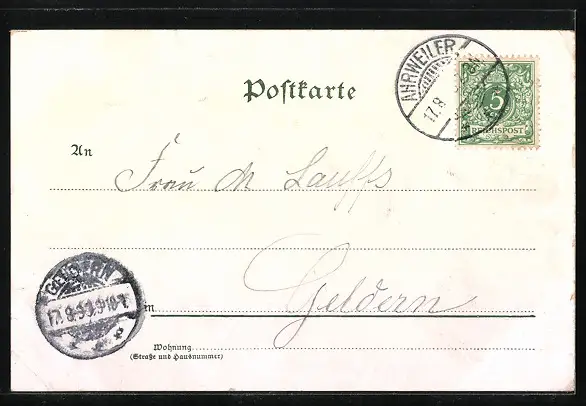 AHRWEILER
17.8
5
REICHSPOST
Postkarte
An
Frau M Lauffs
GELDERN
17.8.99.9-10 V.
in
Geldern
Wohnung
(Straße und Hausnummer)